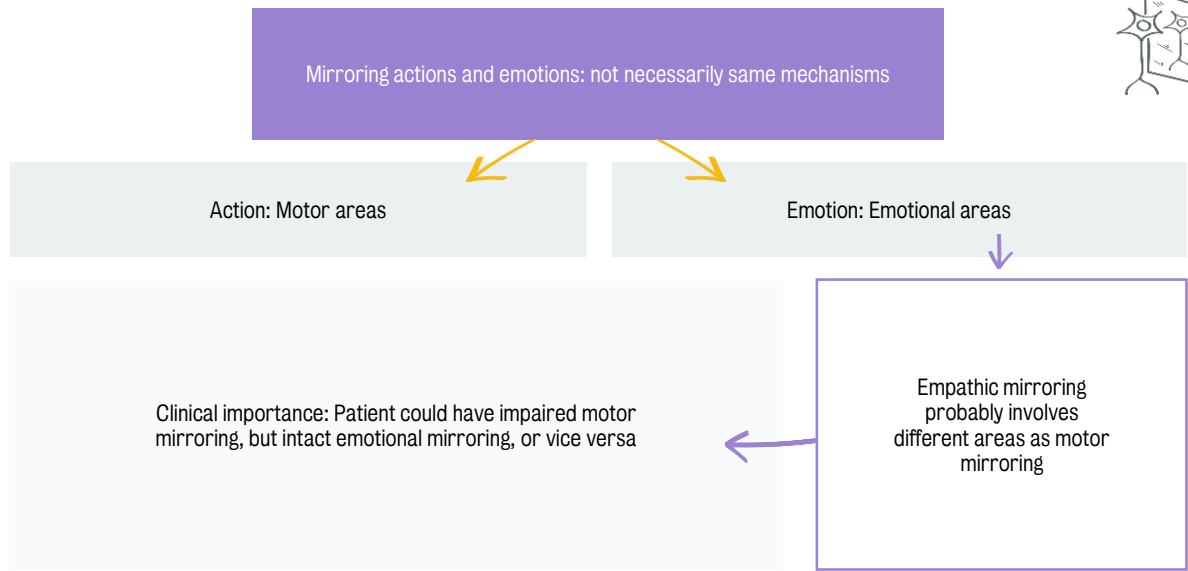 Mirroring actions and emotions: not necessarily same mechanisms
Action: Motor areas
Emotion: Emotional areas
Clinical importance: Patient could have impaired motor
mirroring, but intact emotional mirroring, or vice versa
Empathic mirroring
probably involves
different areas as motor
mirroring